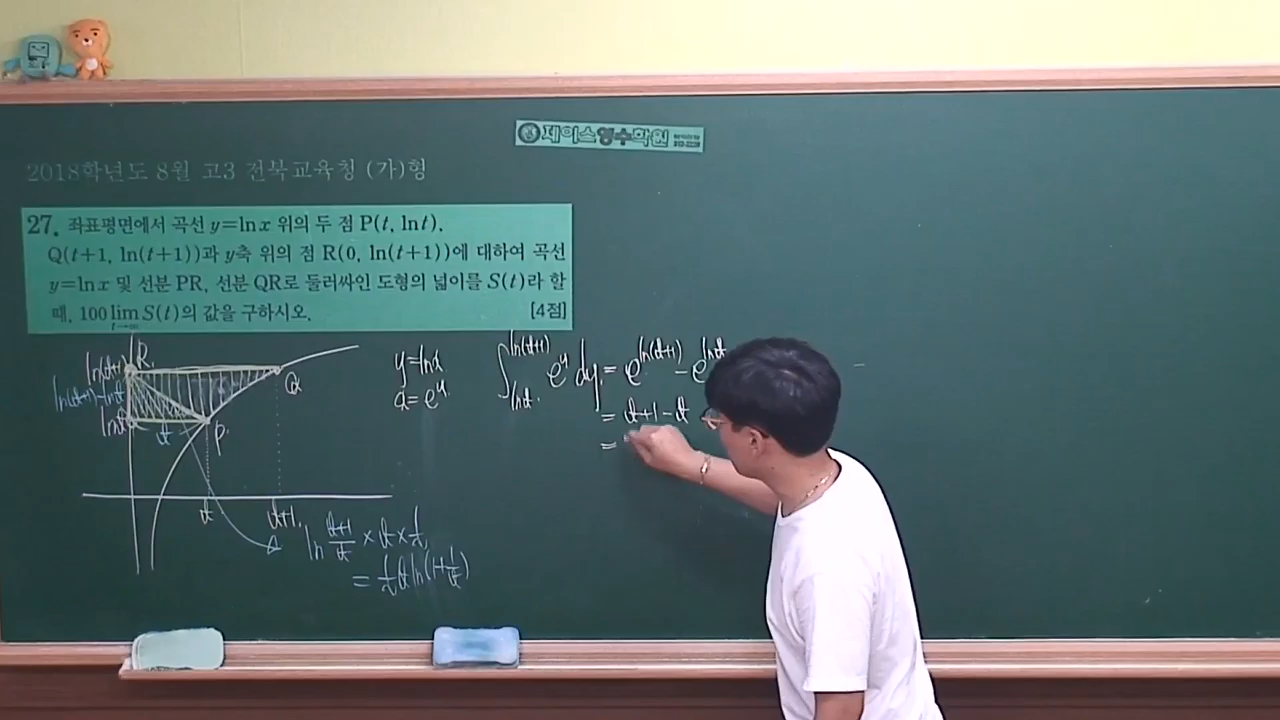 제이스영수학원
2018학년도 8월 고3 전북교육청 (가)형
27. 좌표평면에서 곡선 y=ln x 위의 두 점 P(t, ln t),
Q(t+1, ln(t+1))과 y축 위의 점 R(0, ln(t+1))에 대하여 곡선
y=ln x 및 선분 PR, 선분 QR로 둘러싸인 도형의 넓이를 S(t)라 할
때, 100 lim t→∞ S(t)의 값을 구하시오. [4점]
ln(t+1) R
Q
ln(t+1)-ln t
ln t
t
P
t
t+1
ln (t+1)/t × t × 1/2
= 1/2 t ln(1+1/t)
y=ln x
x=e^y
∫_{ln t}^{ln(t+1)} e^y dy = e^{ln(t+1)} - e^{ln t}
= t+1-t
=